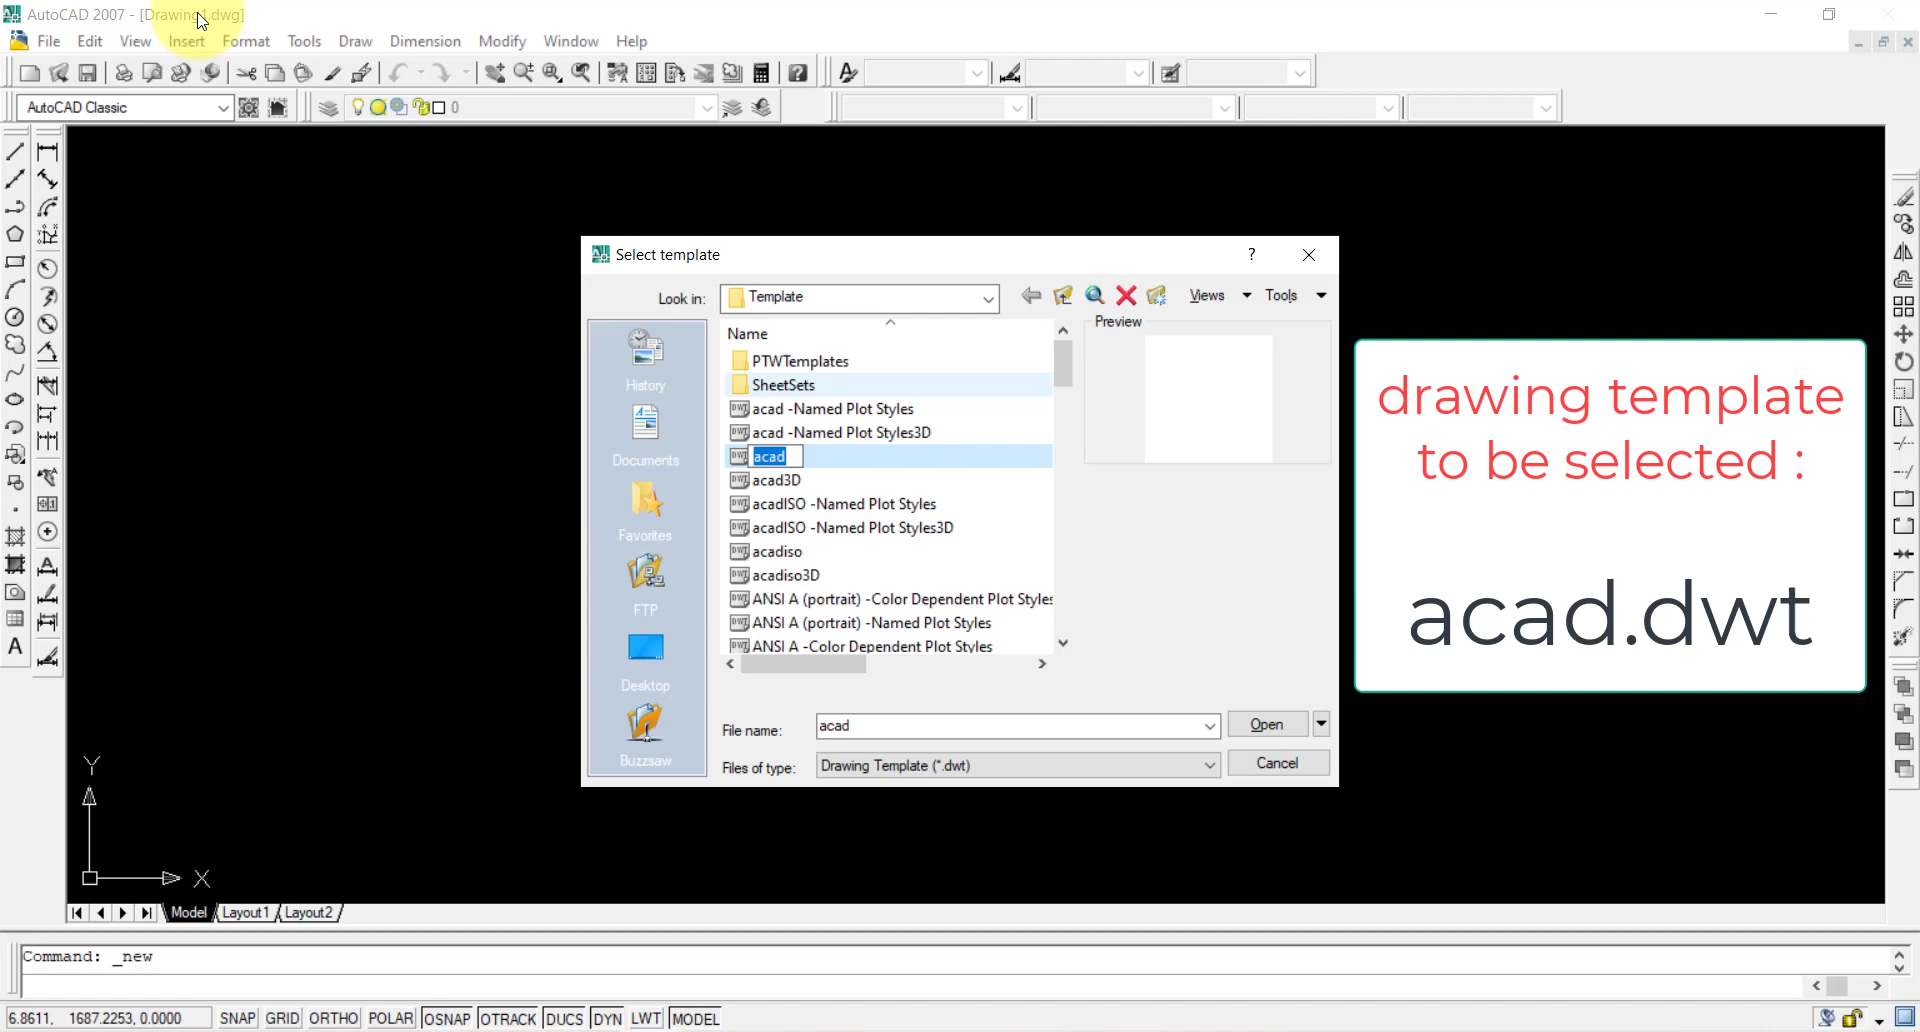 AutoCAD 2007 - [Drawing1.dwg]
File Edit View Insert Format Tools Draw Dimension Modify Window Help
AutoCAD Classic
0
Select template
?
Look in:
Template
Views
Tools
Name
Preview
PTWTemplates
SheetSets
acad -Named Plot Styles
acad -Named Plot Styles3D
acad
acad3D
acadISO -Named Plot Styles
acadISO -Named Plot Styles3D
acadiso
acadiso3D
ANSI A (portrait) -Color Dependent Plot Styles
ANSI A (portrait) -Named Plot Styles
ANSI A -Color Dependent Plot Styles
History
Documents
Favorites
FTP
Desktop
Buzzsaw
File name:
acad
Open
Files of type:
Drawing Template (*.dwt)
Cancel
drawing template
to be selected :
acad.dwt
Y
X
Model Layout1 Layout2
Command: _new
6.8611, 1687.2253, 0.0000 SNAP GRID ORTHO POLAR OSNAP OTRACK DUCS DYN LWT MODEL